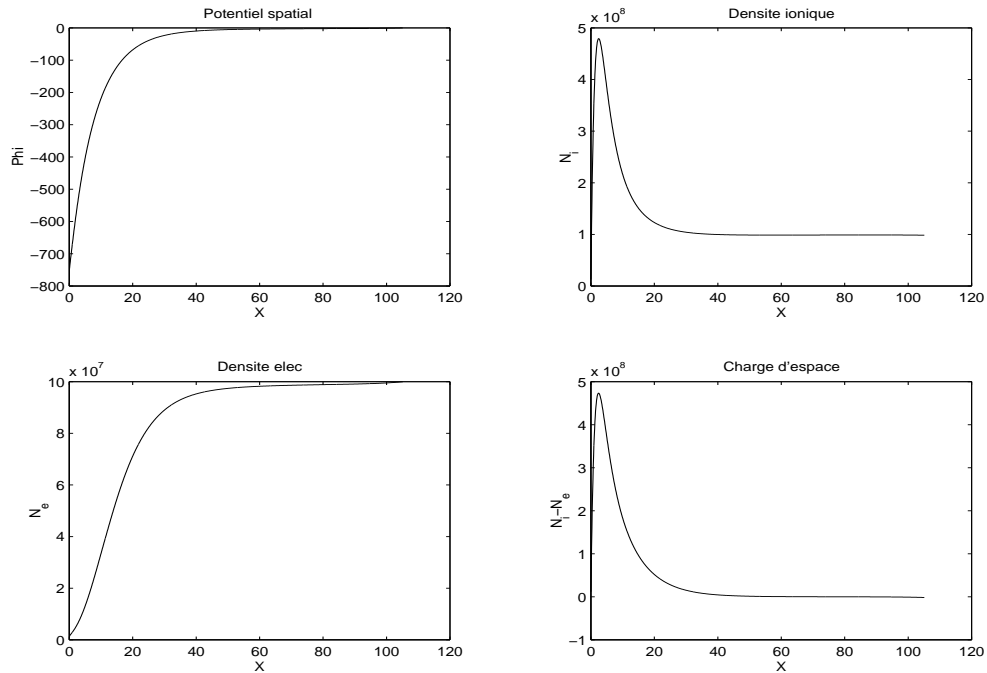 Potentiel spatial
0
−100
−200
−300
−400
−500
−600
−700
−800
Phi
0 20 40 60 80 100 120
X
Densite ionique
x 10^8
5
4
3
2
1
0
N_i
0 20 40 60 80 100 120
X
Densite elec
x 10^7
10
8
6
4
2
0
N_e
0 20 40 60 80 100 120
X
Charge d'espace
x 10^8
5
4
3
2
1
0
−1
N_i−N_e
0 20 40 60 80 100 120
X